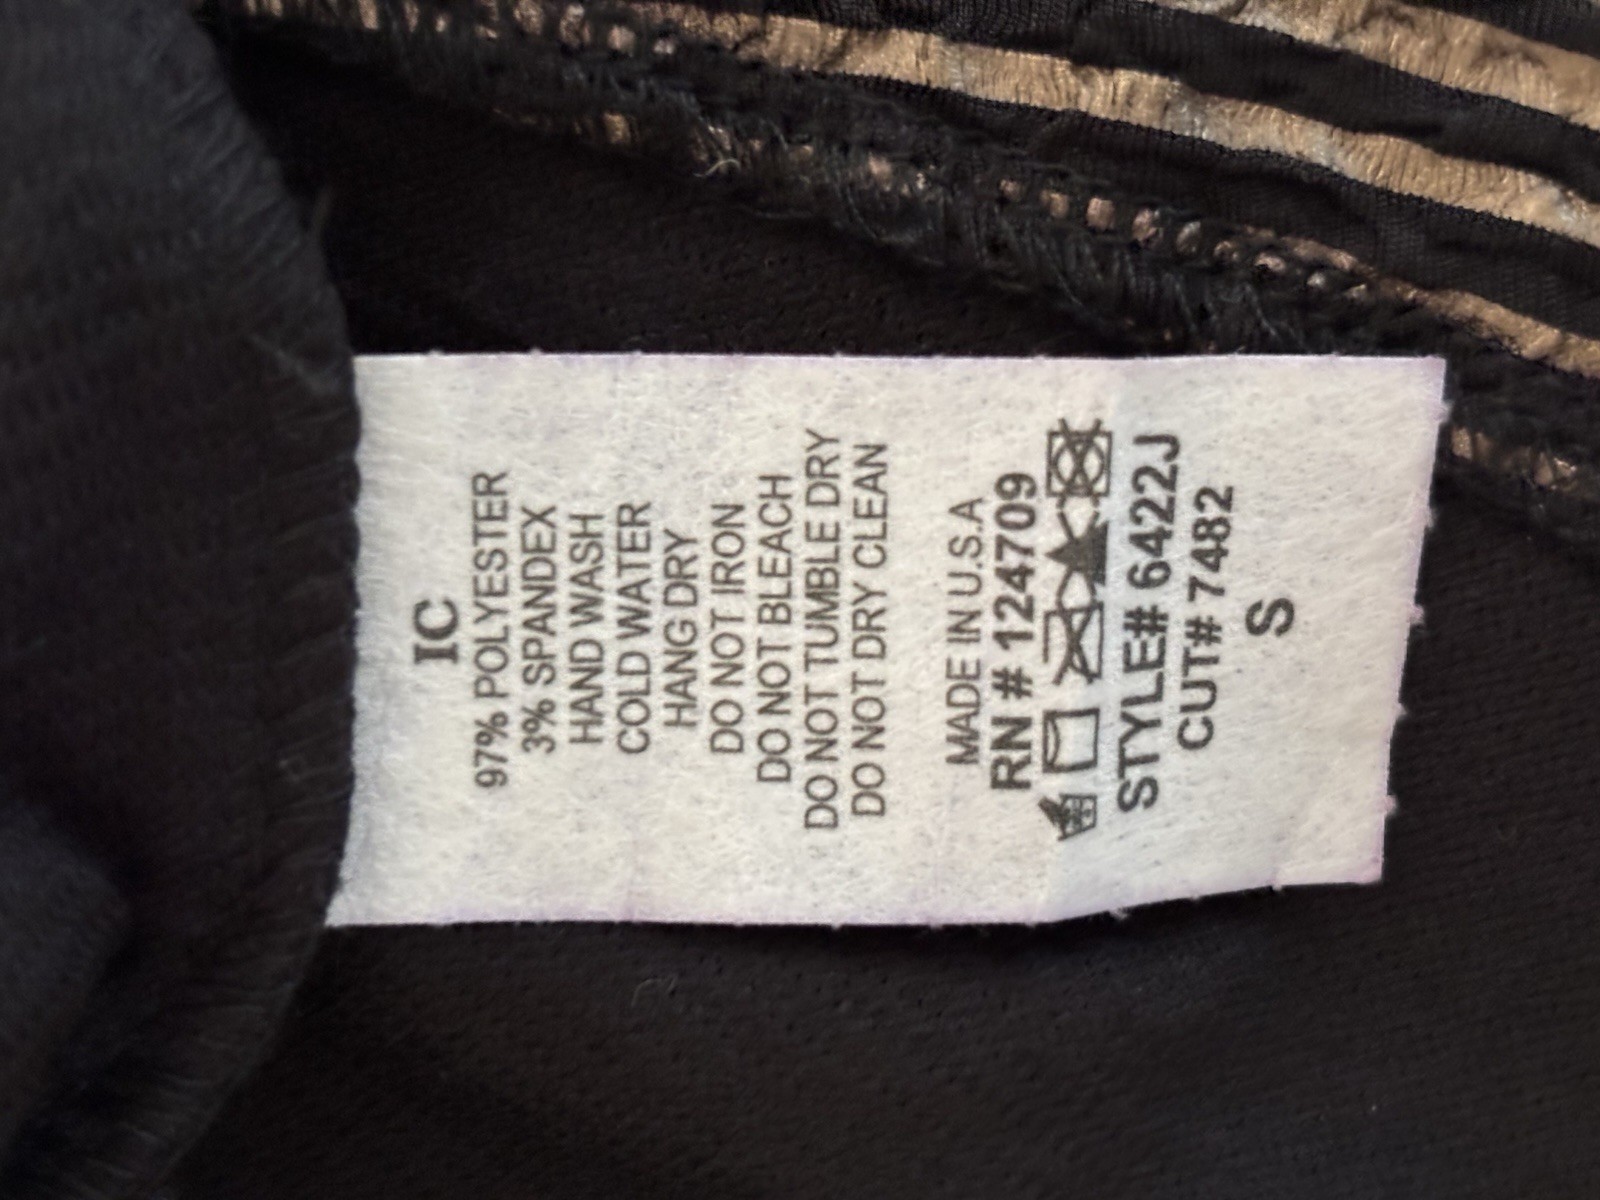 IC
97% POLYESTER
3% SPANDEX
HAND WASH
COLD WATER
HANG DRY
DO NOT IRON
DO NOT BLEACH
DO NOT TUMBLE DRY
DO NOT DRY CLEAN
MADE IN U.S.A
RN # 124709
STYLE# 6422J
CUT# 7482
S